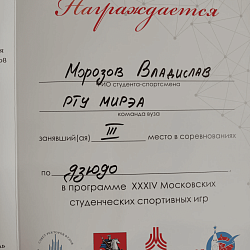 Награждается
Морозов Владислав
ИО студента-спортсмена
РТУ МИРЭА
команда вуза
занявший(ая) III место в соревнованиях
по дзюдо
в программе XXXIV Московских
студенческих спортивных игр